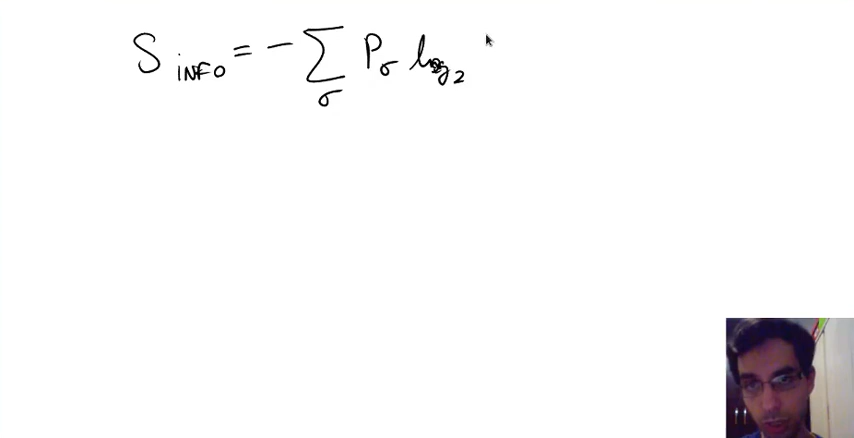 S_INFO = - ∑_σ P_σ log_2